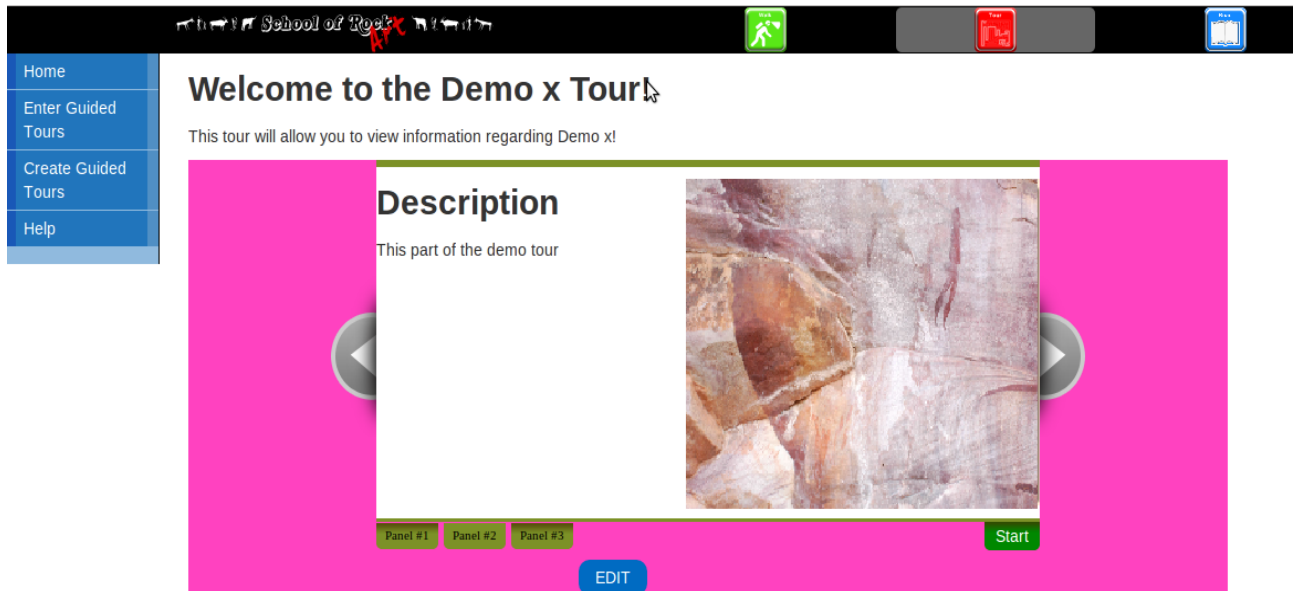 School of Rock
Art
Walk
Tour
Home
Enter Guided
Tours
Create Guided
Tours
Help
Welcome to the Demo x Tour!
This tour will allow you to view information regarding Demo x!
Description
This part of the demo tour
Panel #1 Panel #2 Panel #3
Start
EDIT